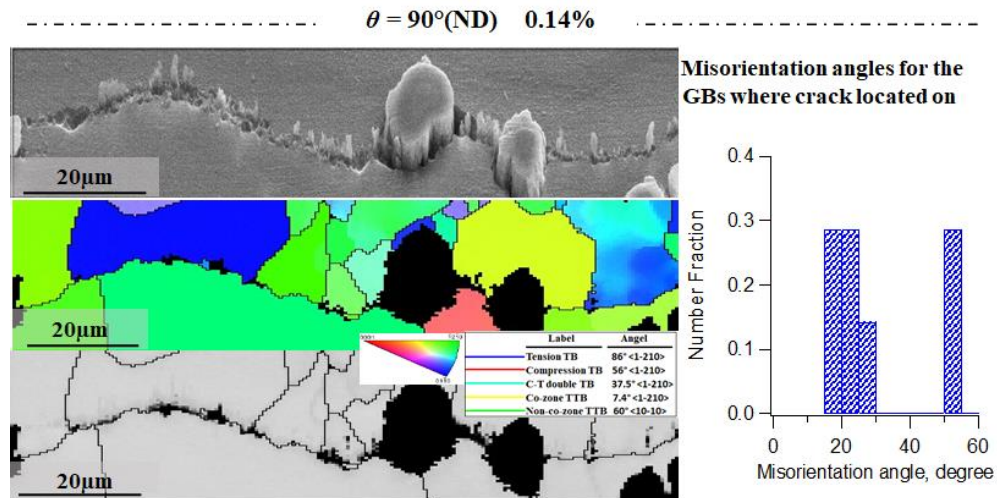 θ = 90°(ND) 0.14%
20μm
20μm
20μm
Label Angel
Tension TB 86° <1-210>
Compression TB 56° <1-210>
C-T double TB 37.5° <1-210>
Co-zone TTB 7.4° <1-210>
Non-co-zone TTB 60° <10-10>
Misorientation angles for the
GBs where crack located on
Number Fraction
0.4
0.3
0.2
0.1
0.0
0 20 40 60
Misorientation angle, degree